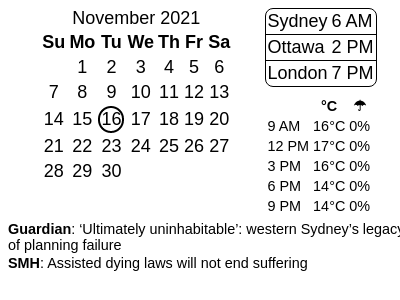 November 2021
Su Mo Tu We Th Fr Sa
1 2 3 4 5 6
7 8 9 10 11 12 13
14 15 16 17 18 19 20
21 22 23 24 25 26 27
28 29 30
Sydney 6 AM
Ottawa 2 PM
London 7 PM
°C ☂
9 AM 16°C 0%
12 PM 17°C 0%
3 PM 16°C 0%
6 PM 14°C 0%
9 PM 14°C 0%
Guardian: ‘Ultimately uninhabitable’: western Sydney’s legacy
of planning failure
SMH: Assisted dying laws will not end suffering